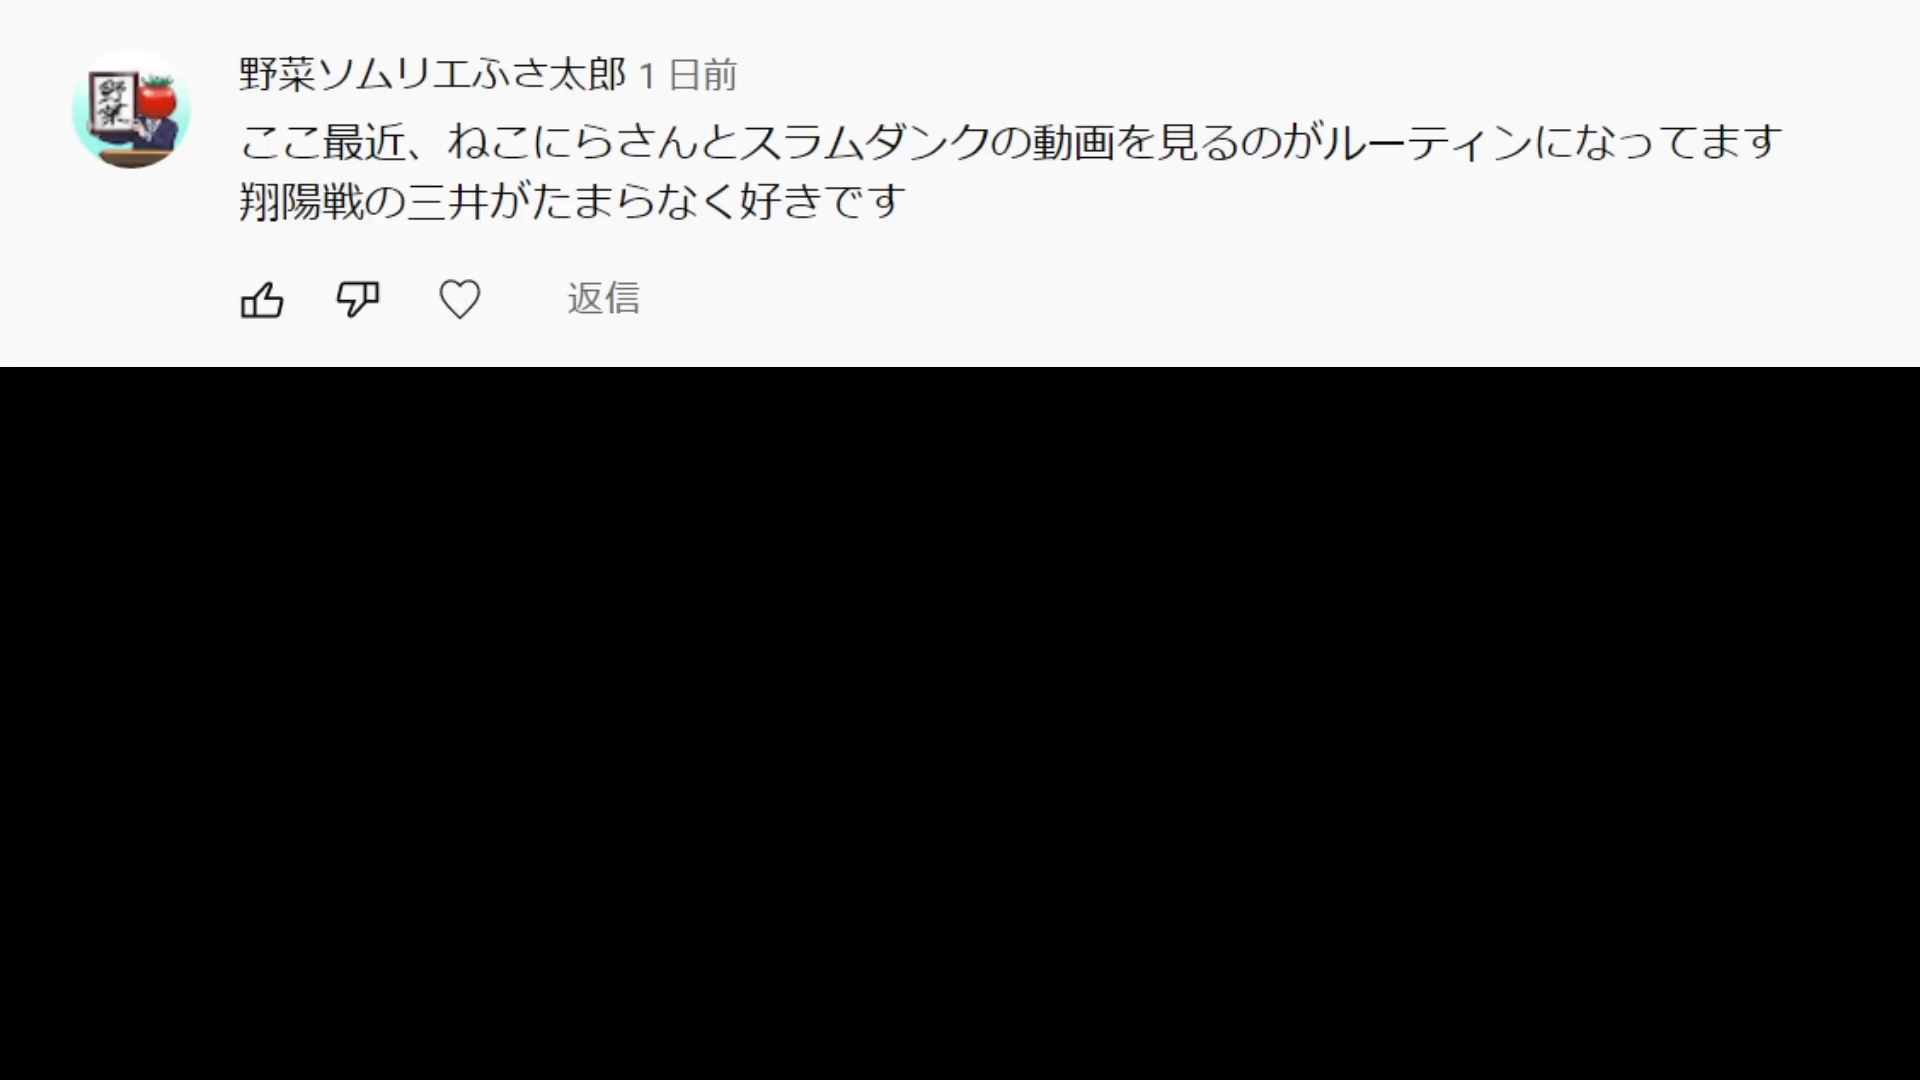 野菜
野菜ソムリエふさ太郎 1 日前
ここ最近、ねこにらさんとスラムダンクの動画を見るのがルーティンになってます
翔陽戦の三井がたまらなく好きです
返信